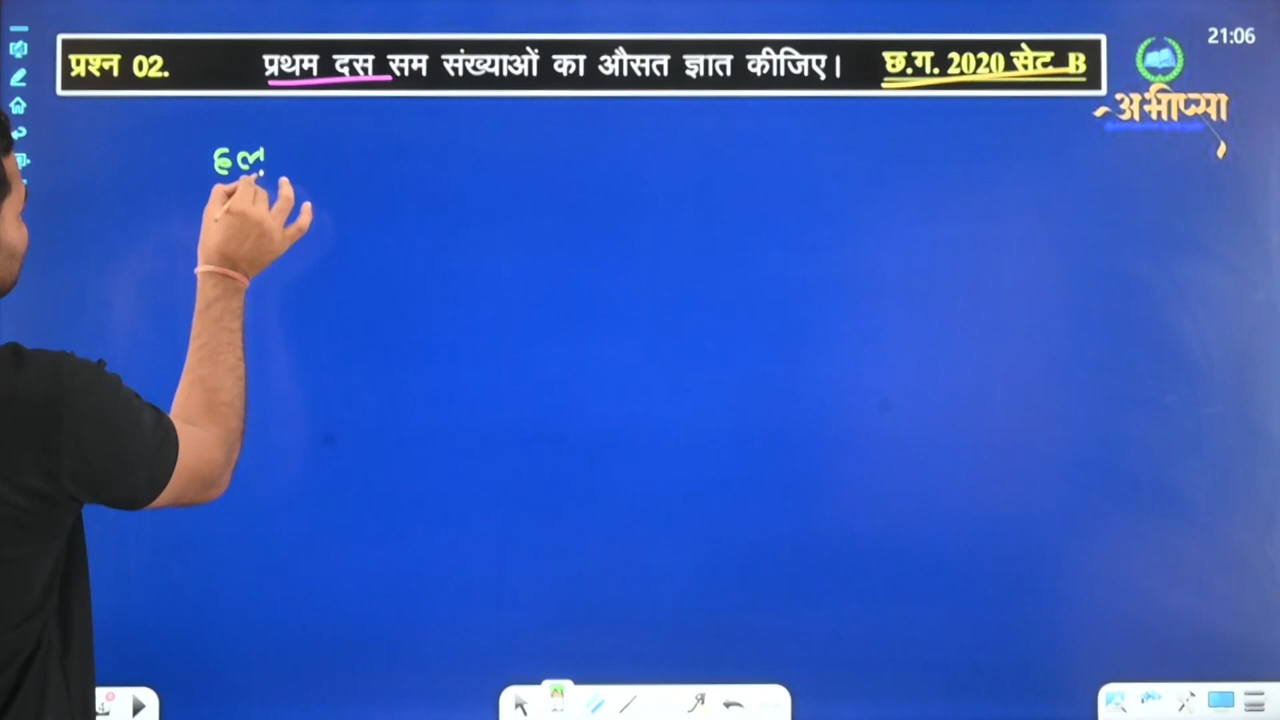 21:06
प्रश्न 02. प्रथम दस सम संख्याओं का औसत ज्ञात कीजिए। छ.ग. 2020 सेट B
अभीप्सा
हल